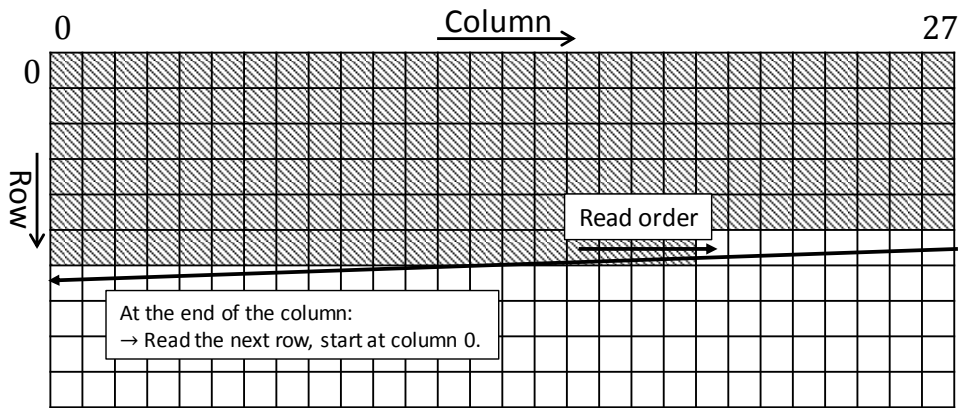 Column
0
27
0
Row
Read order
At the end of the column:
→ Read the next row, start at column 0.